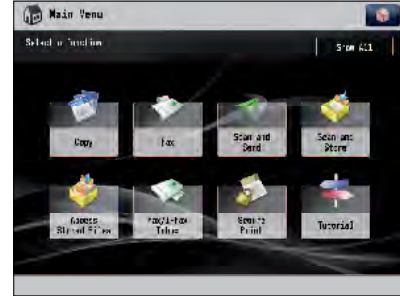 Main Menu
Select a function.
Show All
Copy
Fax
Scan and
Send
Scan and
Store
Access
Stored Files
Fax/I-Fax
Inbox
Secure
Print
Tutorial